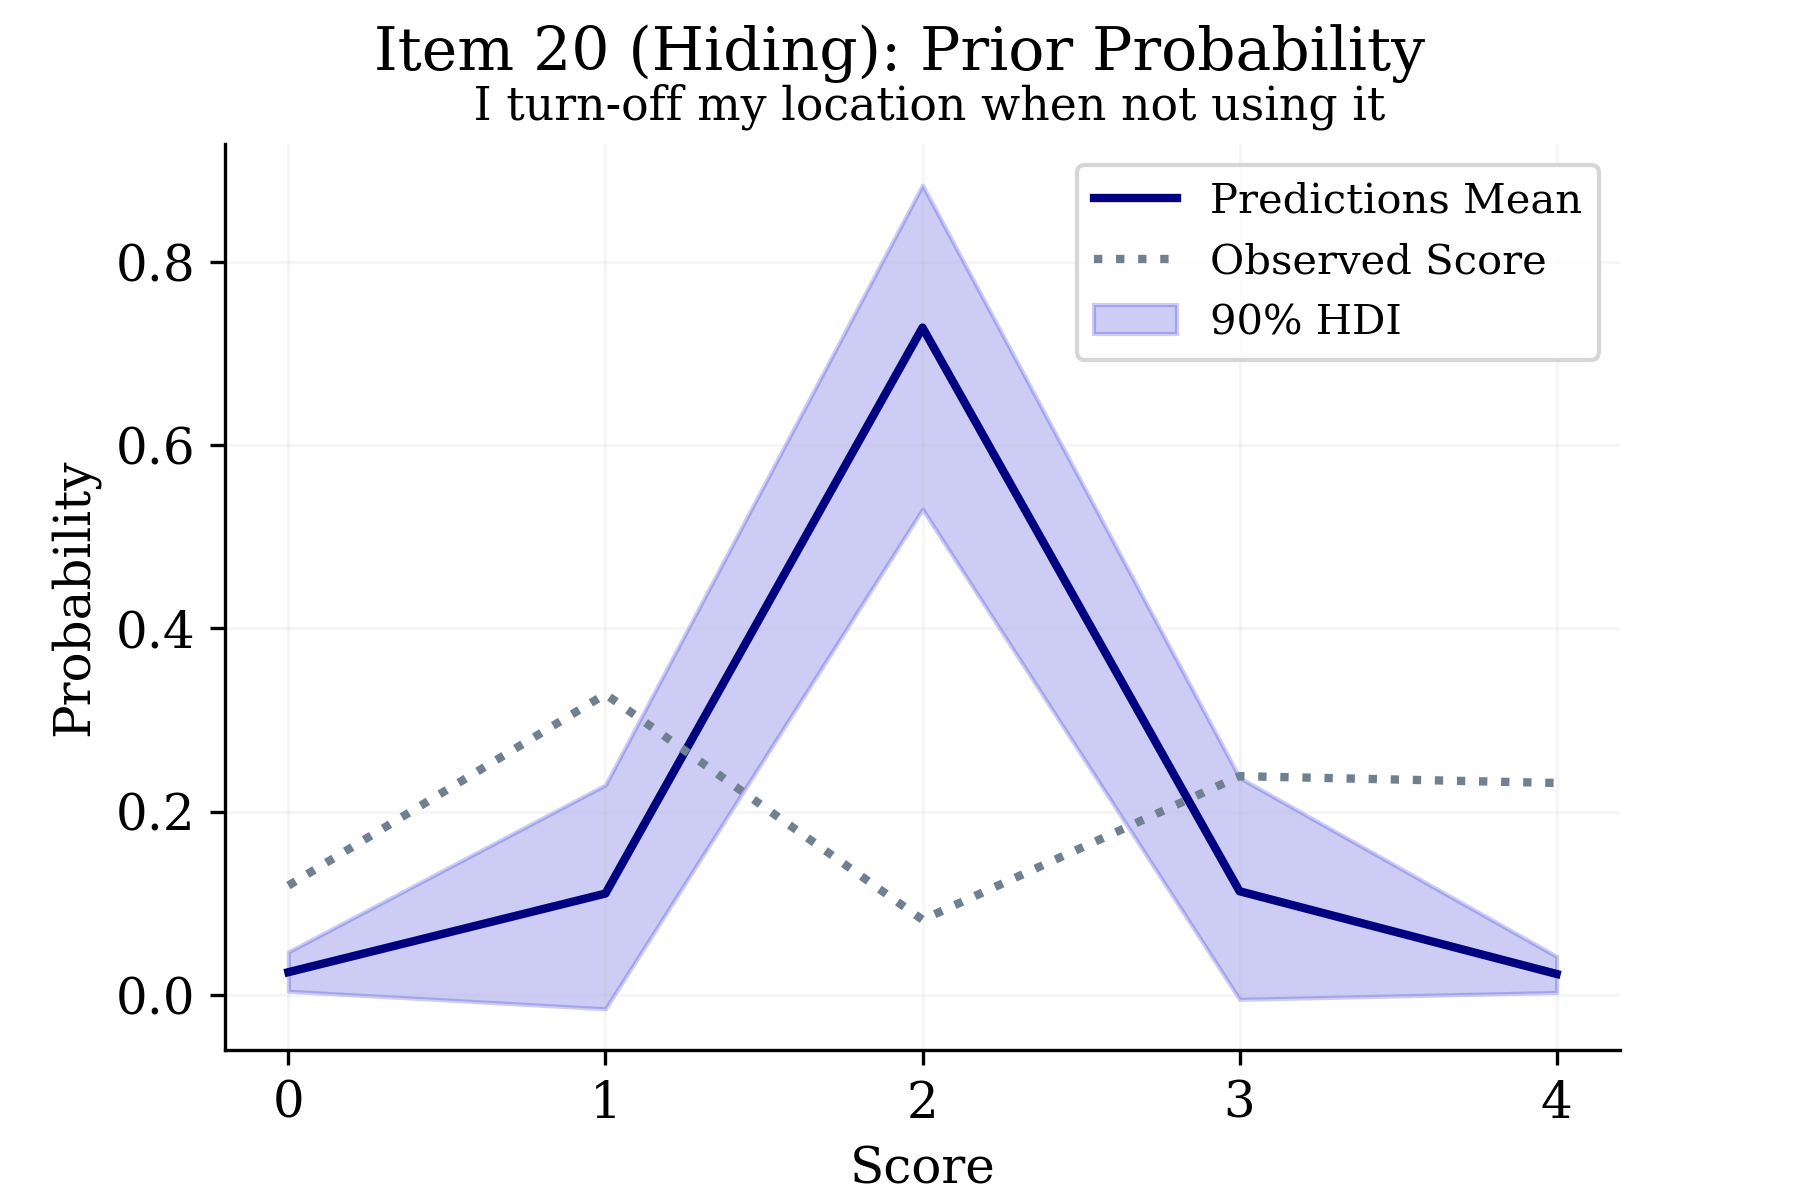 Item 20 (Hiding): Prior Probability
I turn-off my location when not using it
Predictions Mean
Observed Score
90% HDI
Probability
0.8
0.6
0.4
0.2
0.0
0 1 2 3 4
Score